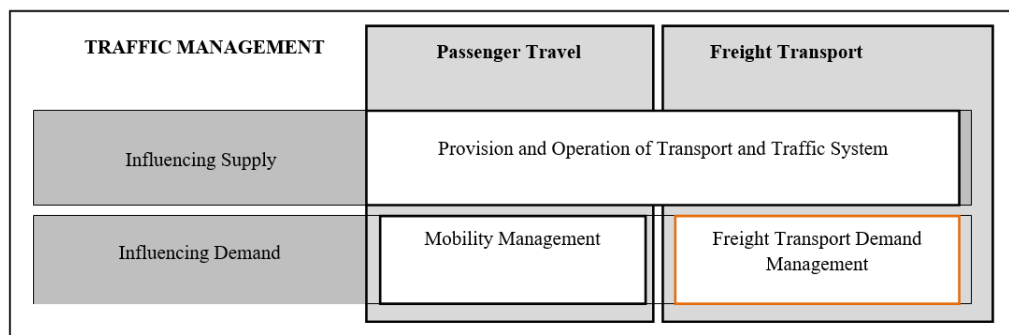 TRAFFIC MANAGEMENT
Passenger Travel
Freight Transport
Influencing Supply
Provision and Operation of Transport and Traffic System
Influencing Demand
Mobility Management
Freight Transport Demand
Management